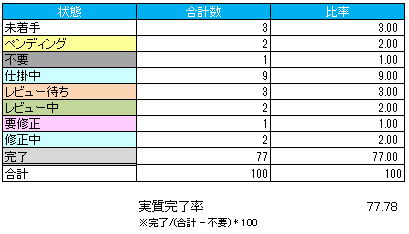 状態 合計数 比率
未着手 3 3.00
ペンディング 2 2.00
不要 1 1.00
仕掛中 9 9.00
レビュー待ち 3 3.00
レビュー中 2 2.00
要修正 1 1.00
修正中 2 2.00
完了 77 77.00
合計 100 100
実質完了率 77.78
※完了/(合計－不要)*100